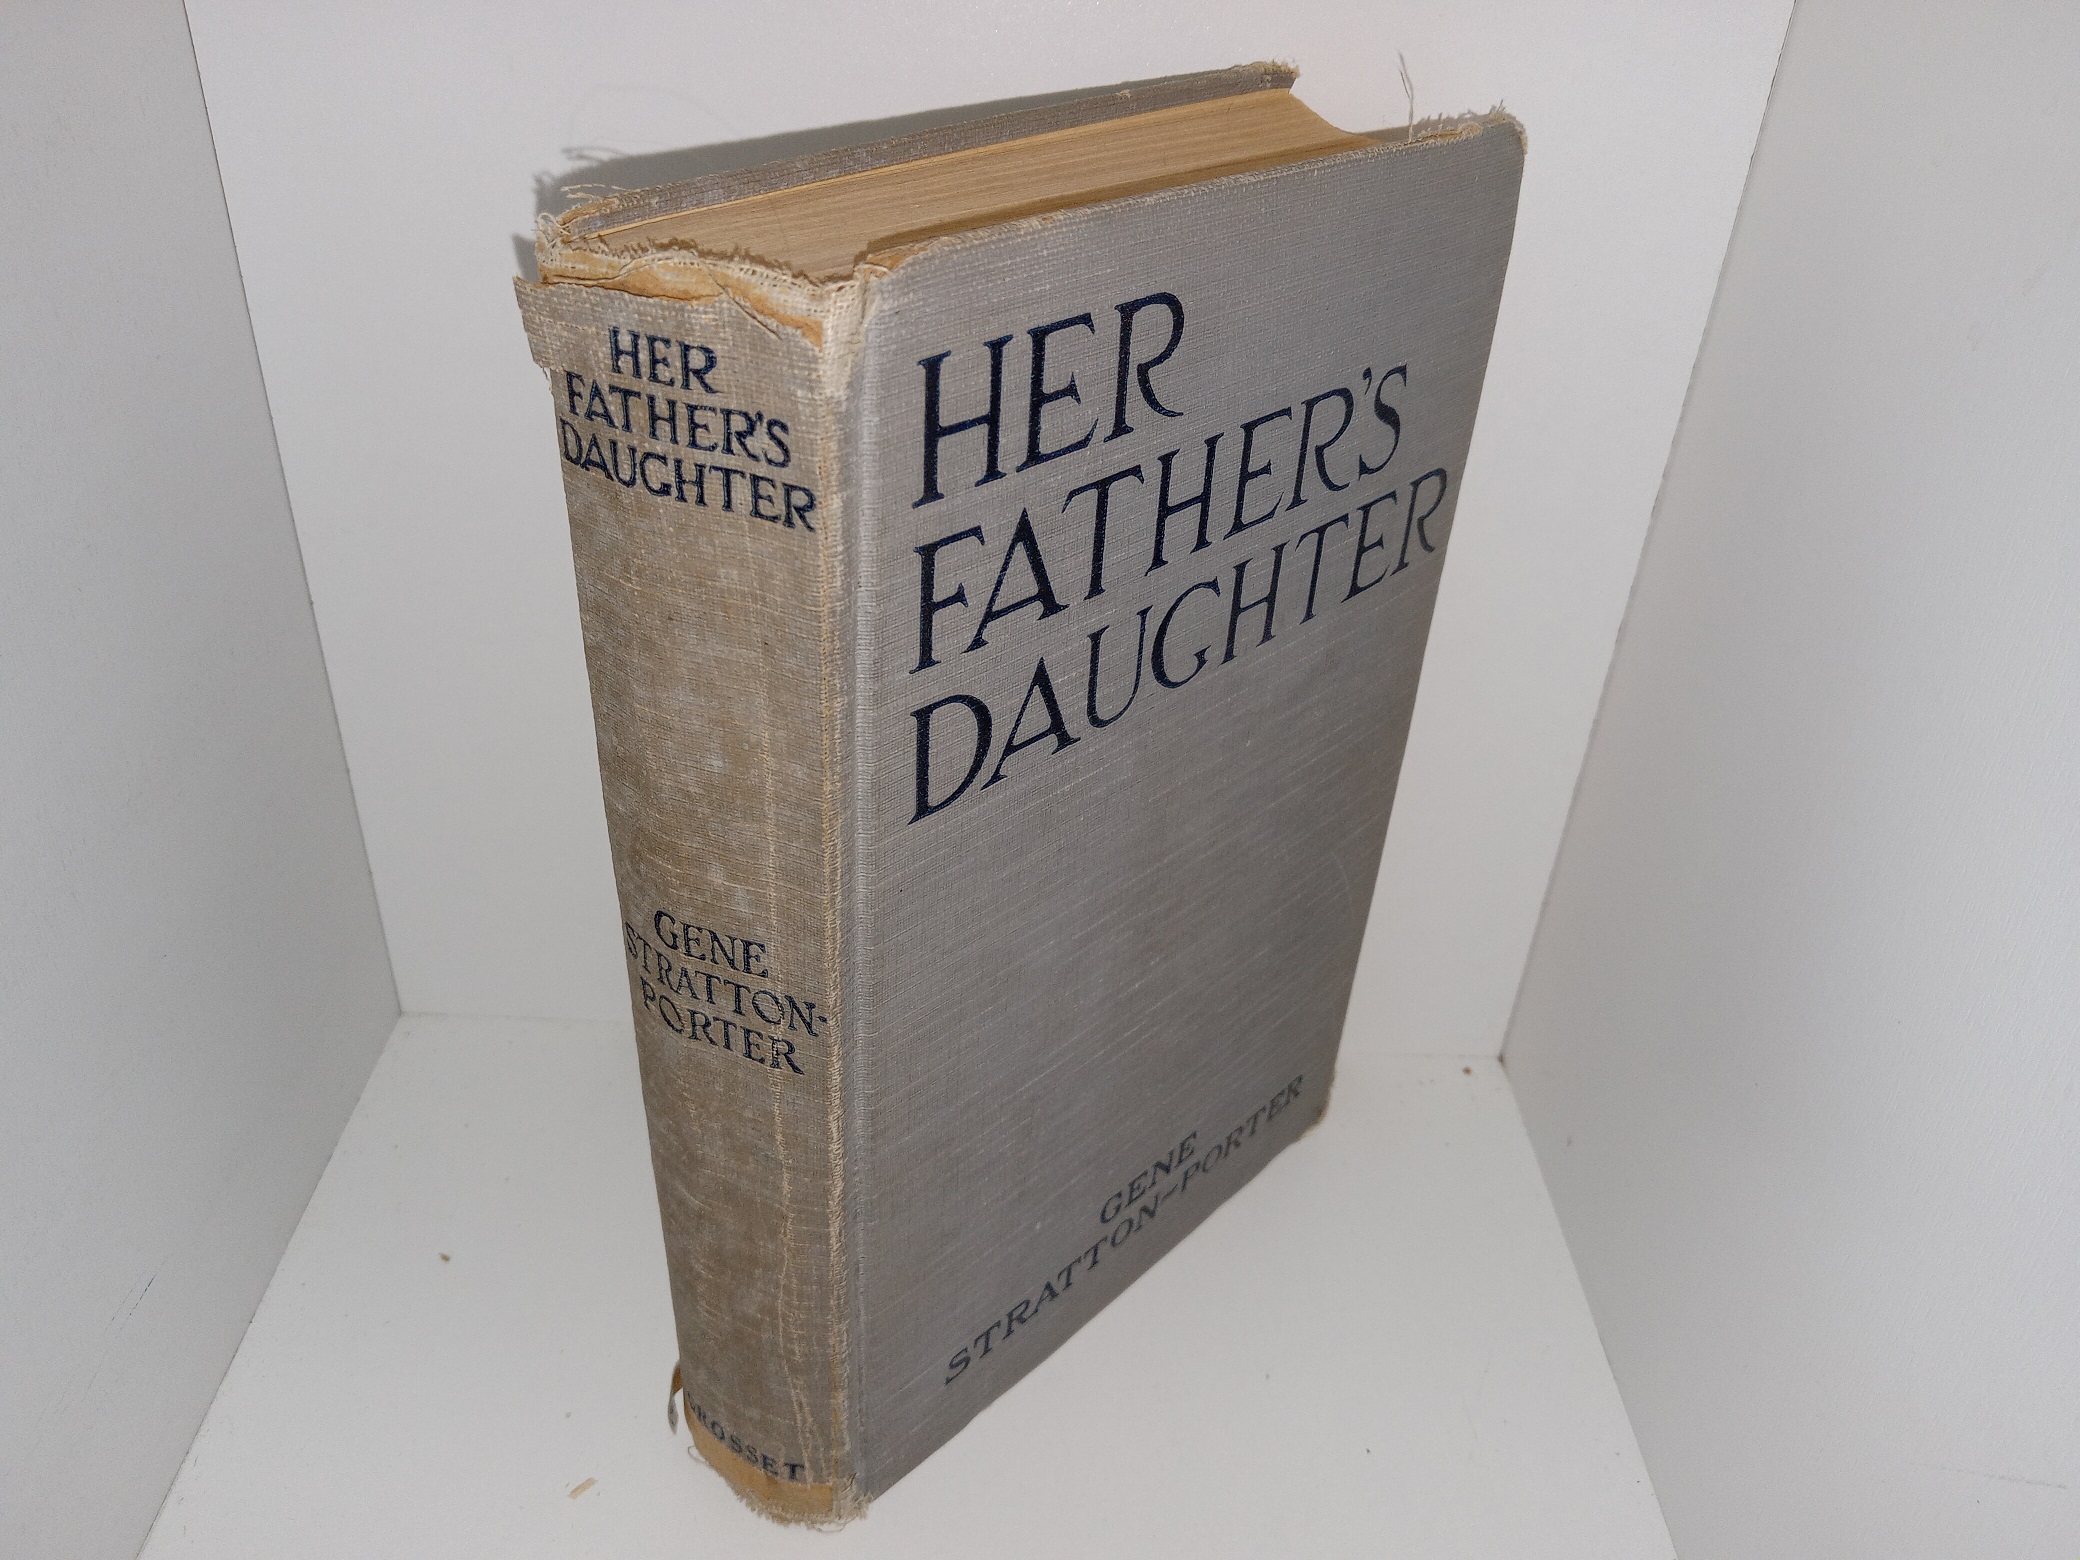 HER
FATHER'S
DAUGHTER
GENE
STRATTON-
PORTER
GROSSET
HER
FATHER'S
DAUGHTER
GENE
STRATTON-PORTER